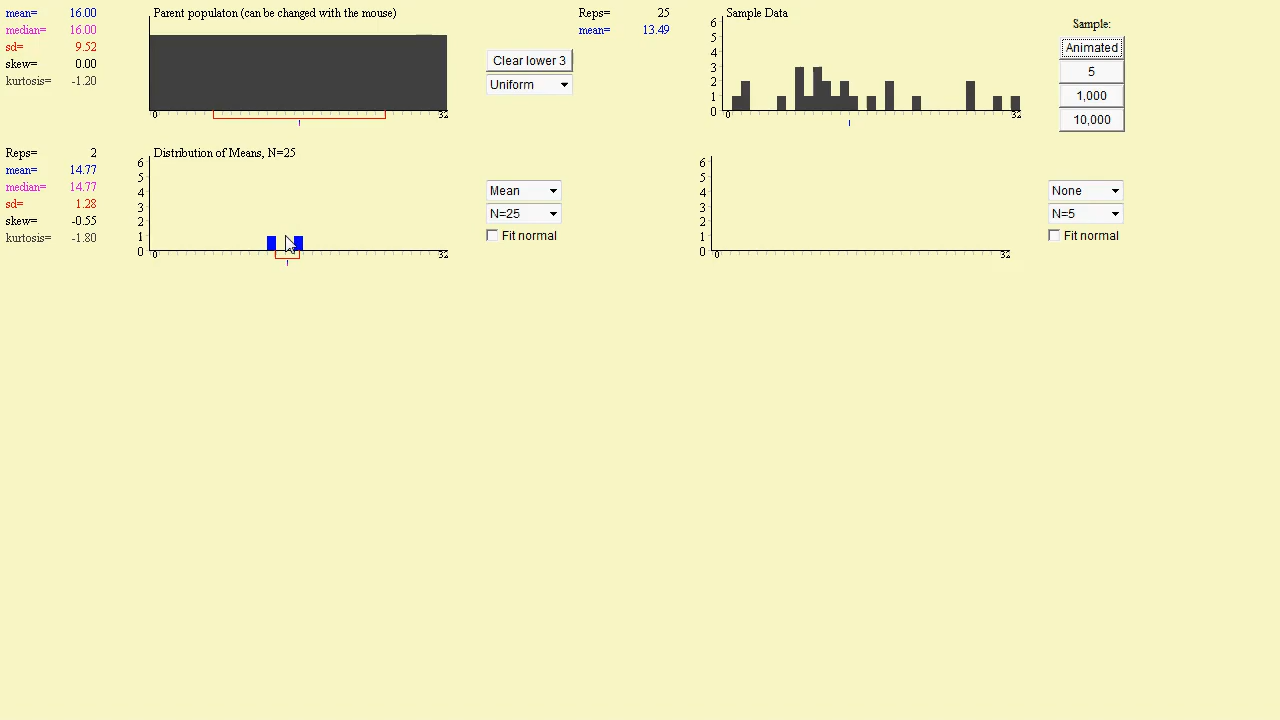 mean= 16.00
median= 16.00
sd= 9.52
skew= 0.00
kurtosis= -1.20
Parent populaton (can be changed with the mouse)
0 32
Clear lower 3
Uniform
Reps= 25
mean= 13.49
Sample Data
6
5
4
3
2
1
0
0 32
Sample:
Animated
5
1,000
10,000
Reps= 2
mean= 14.77
median= 14.77
sd= 1.28
skew= -0.55
kurtosis= -1.80
Distribution of Means, N=25
6
5
4
3
2
1
0
0 32
Mean
N=25
Fit normal
6
5
4
3
2
1
0
0 32
None
N=5
Fit normal